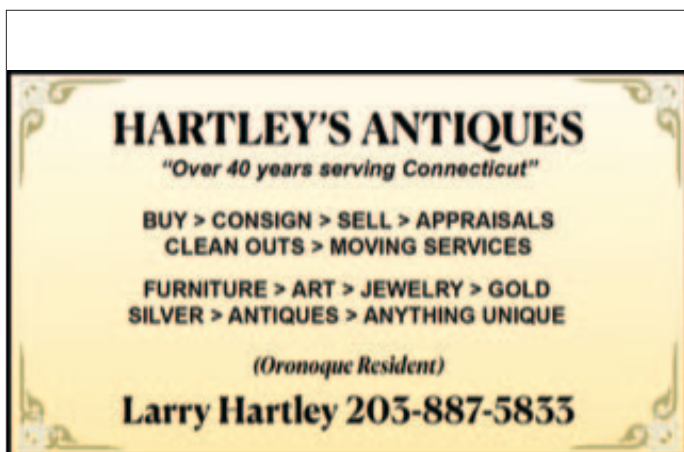 HARTLEY'S ANTIQUES
"Over 40 years serving Connecticut"
BUY > CONSIGN > SELL > APPRAISALS
CLEAN OUTS > MOVING SERVICES
FURNITURE > ART > JEWELRY > GOLD
SILVER > ANTIQUES > ANYTHING UNIQUE
(Oronoque Resident)
Larry Hartley 203-887-5833